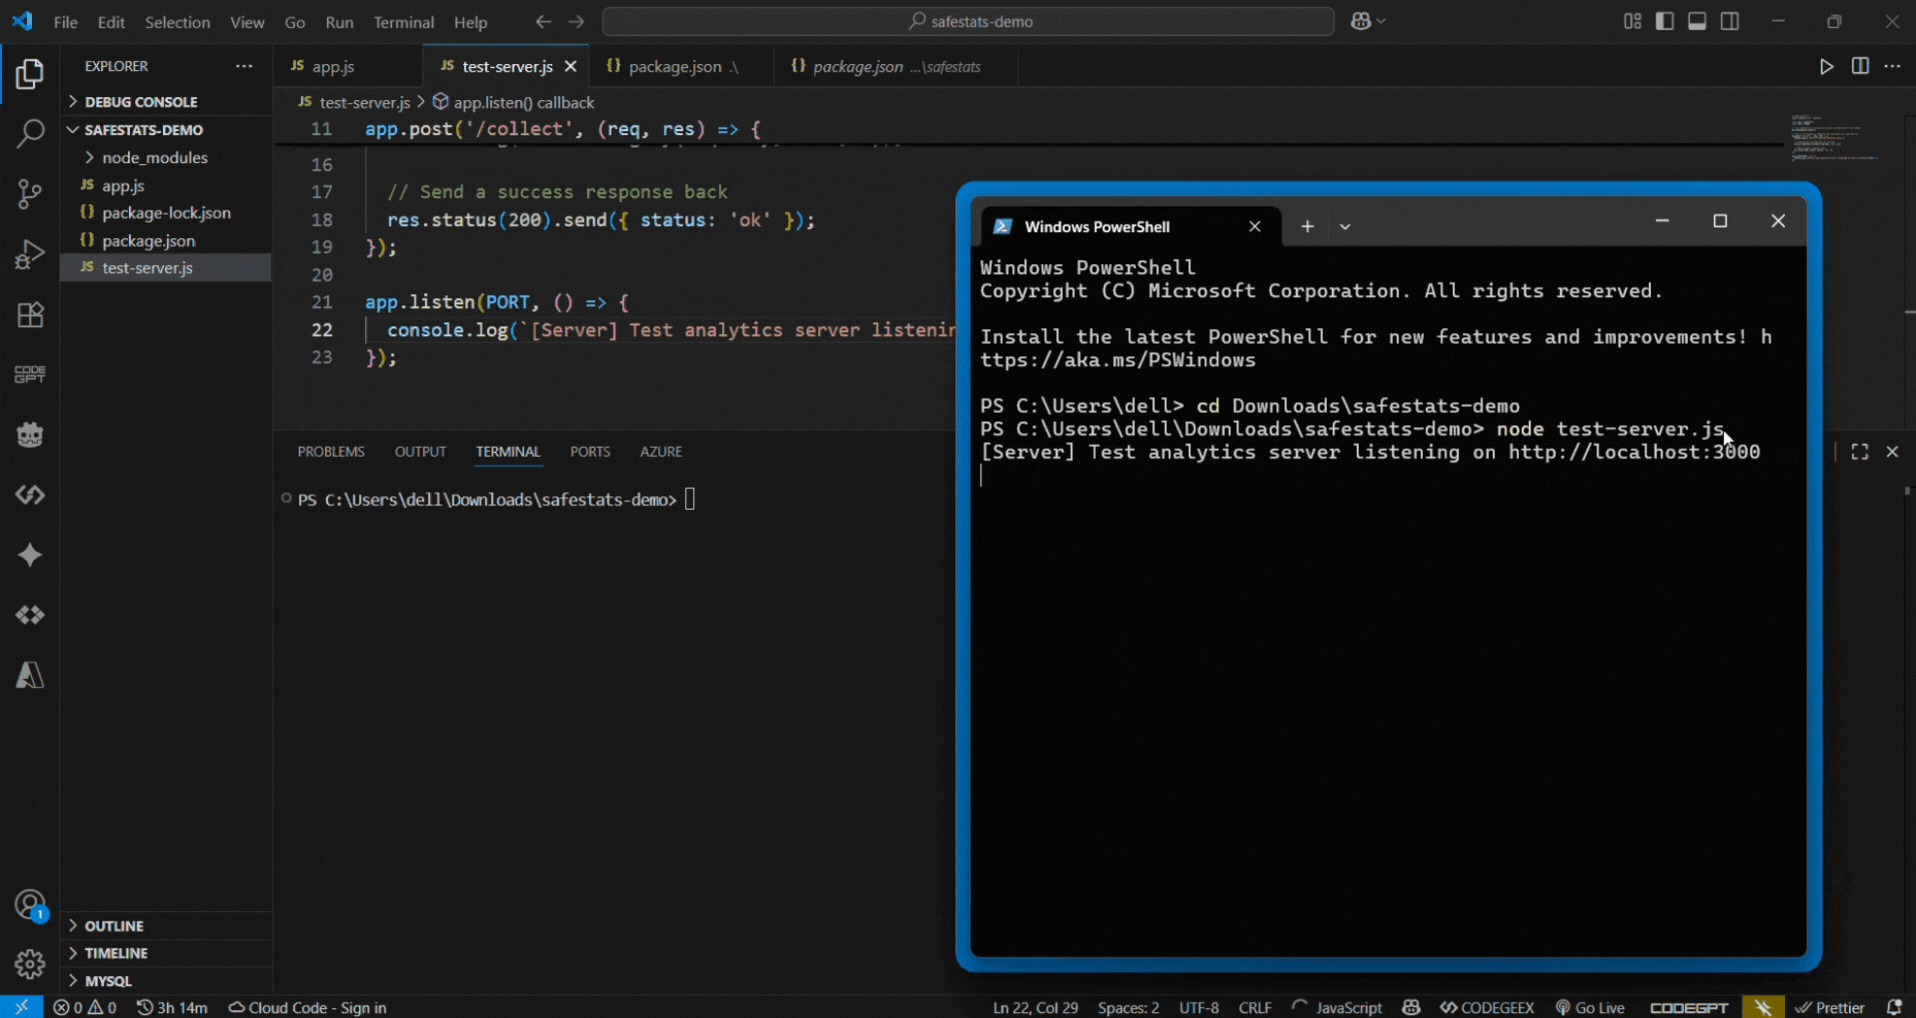 File Edit Selection View Go Run Terminal Help
safestats-demo
EXPLORER
DEBUG CONSOLE
SAFESTATS-DEMO
node_modules
JS app.js
{} package-lock.json
{} package.json
JS test-server.js
OUTLINE
TIMELINE
MYSQL
CODE
GPT
1
JS app.js
JS test-server.js
{} package.json .\
{} package.json ...\safestats
JS test-server.js > app.listen() callback
11 app.post('/collect', (req, res) => {
16
17 // Send a success response back
18 res.status(200).send({ status: 'ok' });
19 });
20
21 app.listen(PORT, () => {
22 console.log(`[Server] Test analytics server listenin
23 });
PROBLEMS OUTPUT TERMINAL PORTS AZURE
PS C:\Users\dell\Downloads\safestats-demo>
Windows PowerShell
Windows PowerShell
Copyright (C) Microsoft Corporation. All rights reserved.
Install the latest PowerShell for new features and improvements! h
ttps://aka.ms/PSWindows
PS C:\Users\dell> cd Downloads\safestats-demo
PS C:\Users\dell\Downloads\safestats-demo> node test-server.js
[Server] Test analytics server listening on http://localhost:3000
0 0 3h 14m Cloud Code - Sign in
Ln 22, Col 29 Spaces: 2 UTF-8 CRLF JavaScript CODEGEEX Go Live CODEGPT Prettier